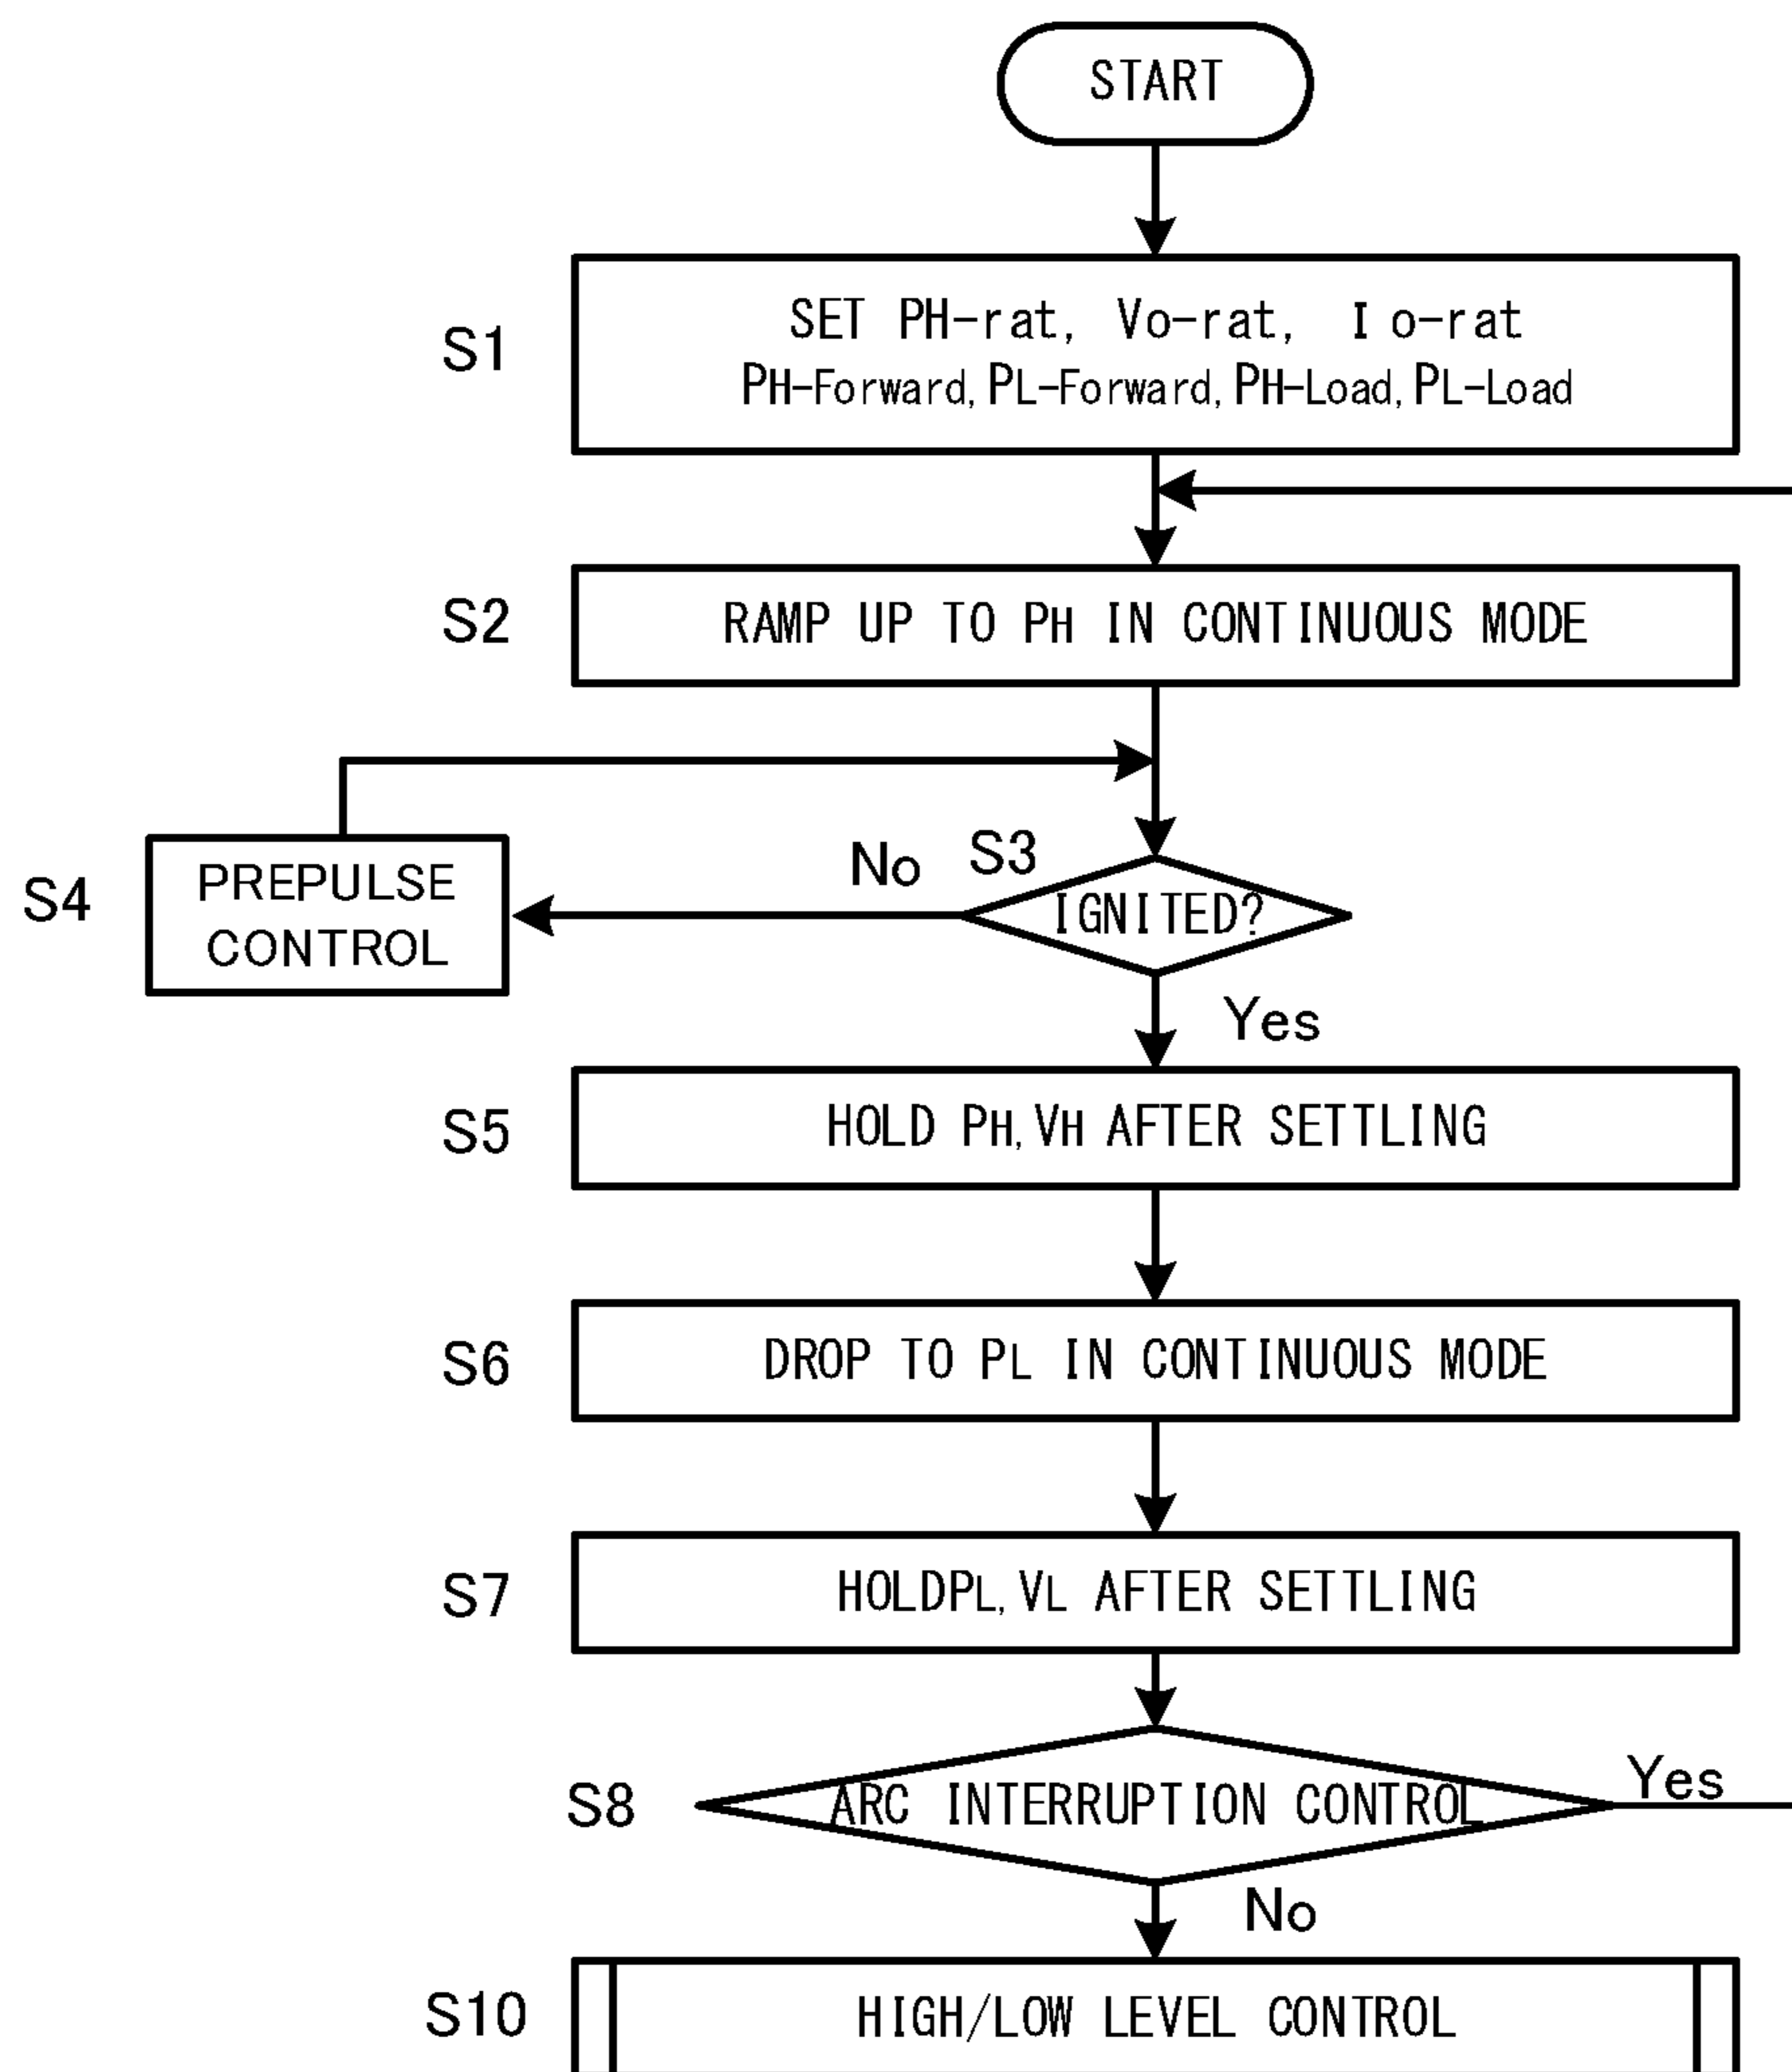 START
S1
SET PH-rat, Vo-rat, Io-rat
PH-Forward, PL-Forward, PH-Load, PL-Load
S2
RAMP UP TO PH IN CONTINUOUS MODE
S3
IGNITED?
No
S4
PREPULSE
CONTROL
Yes
S5
HOLD PH, VH AFTER SETTLING
S6
DROP TO PL IN CONTINUOUS MODE
S7
HOLDPL, VL AFTER SETTLING
S8
ARC INTERRUPTION CONTROL
Yes
No
S10
HIGH/LOW LEVEL CONTROL